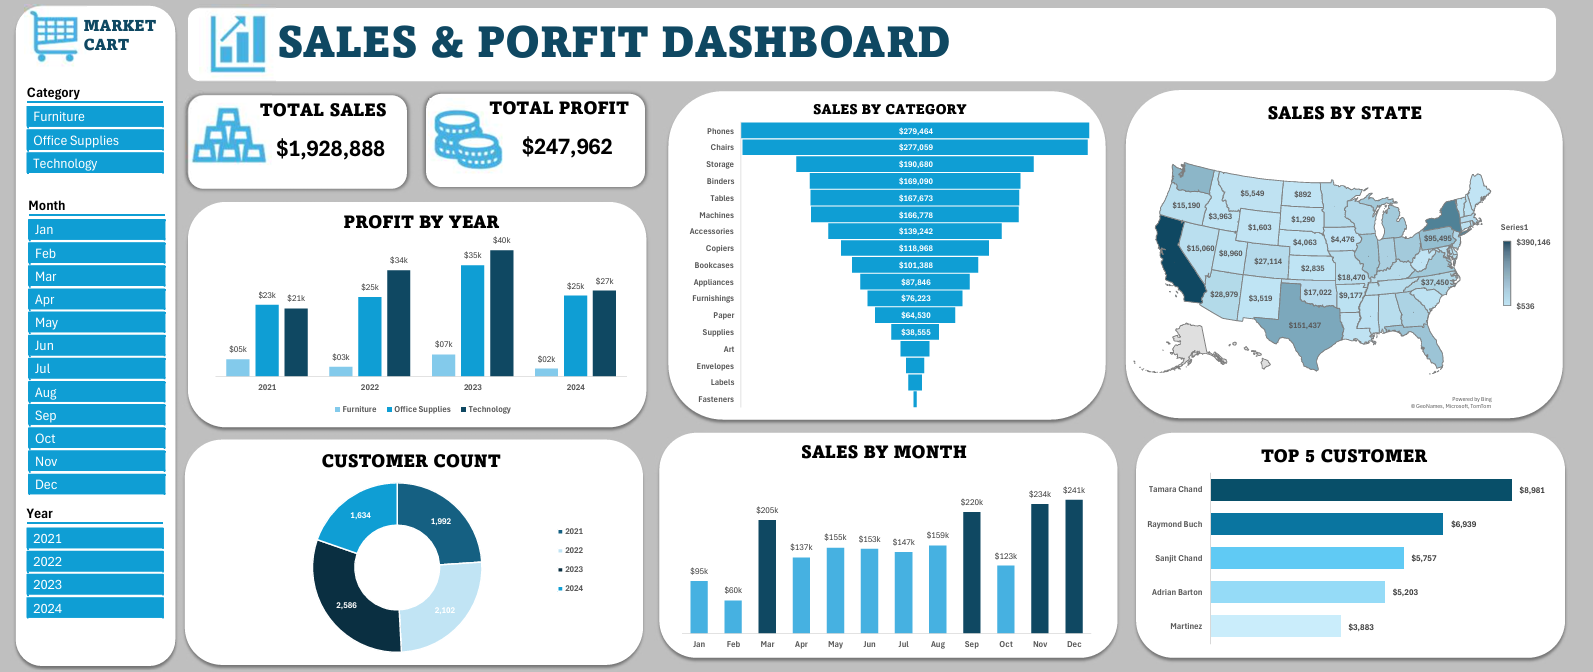 MARKET
CART
SALES & PORFIT DASHBOARD
Category
Furniture
Office Supplies
Technology
Month
Jan
Feb
Mar
Apr
May
Jun
Jul
Aug
Sep
Oct
Nov
Dec
Year
2021
2022
2023
2024
TOTAL SALES
$1,928,888
TOTAL PROFIT
$247,962
PROFIT BY YEAR
$05k
$23k
$21k
$03k
$25k
$34k
$07k
$35k
$40k
$02k
$25k
$27k
2021 2022 2023 2024
Furniture Office Supplies Technology
SALES BY CATEGORY
Phones $279,464
Chairs $277,059
Storage $190,680
Binders $169,090
Tables $167,673
Machines $166,778
Accessories $139,242
Copiers $118,968
Bookcases $101,388
Appliances $87,846
Furnishings $76,223
Paper $64,530
Supplies $38,555
Art
Envelopes
Labels
Fasteners
SALES BY STATE
$5,549
$892
$15,190
$3,963
$1,290
$1,603
$4,063
$4,476
$95,495
$15,060
$8,960
$27,114
$2,835
$18,470
$37,450
$28,979
$3,519
$17,022
$9,177
$151,437
Series1
$390,146
$536
Powered by Bing
© GeoNames, Microsoft, TomTom
CUSTOMER COUNT
1,634
1,992
2,586
2,102
2021
2022
2023
2024
SALES BY MONTH
$95k
$60k
$205k
$137k
$155k
$153k
$147k
$159k
$220k
$123k
$234k
$241k
Jan Feb Mar Apr May Jun Jul Aug Sep Oct Nov Dec
TOP 5 CUSTOMER
Tamara Chand $8,981
Raymond Buch $6,939
Sanjit Chand $5,757
Adrian Barton $5,203
Martinez $3,883